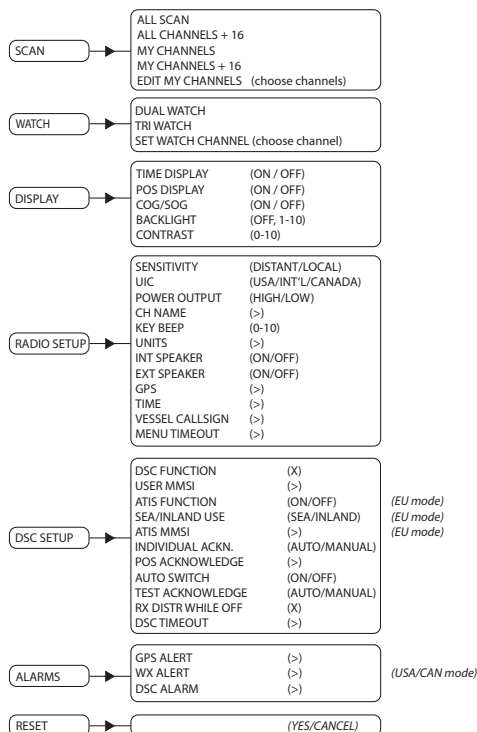 SCAN
ALL SCAN
ALL CHANNELS + 16
MY CHANNELS
MY CHANNELS + 16
EDIT MY CHANNELS (choose channels)
WATCH
DUAL WATCH
TRI WATCH
SET WATCH CHANNEL (choose channel)
DISPLAY
TIME DISPLAY (ON / OFF)
POS DISPLAY (ON / OFF)
COG/SOG (ON / OFF)
BACKLIGHT (OFF, 1-10)
CONTRAST (0-10)
RADIO SETUP
SENSITIVITY (DISTANT/LOCAL)
UIC (USA/INT'L/CANADA)
POWER OUTPUT (HIGH/LOW)
CH NAME (>)
KEY BEEP (0-10)
UNITS (>)
INT SPEAKER (ON/OFF)
EXT SPEAKER (ON/OFF)
GPS (>)
TIME (>)
VESSEL CALLSIGN (>)
MENU TIMEOUT (>)
DSC SETUP
DSC FUNCTION (X)
USER MMSI (>)
ATIS FUNCTION (ON/OFF) (EU mode)
SEA/INLAND USE (SEA/INLAND) (EU mode)
ATIS MMSI (>) (EU mode)
INDIVIDUAL ACKN. (AUTO/MANUAL)
POS ACKNOWLEDGE (>)
AUTO SWITCH (ON/OFF)
TEST ACKNOWLEDGE (AUTO/MANUAL)
RX DISTR WHILE OFF (X)
DSC TIMEOUT (>)
ALARMS
GPS ALERT (>)
WX ALERT (>) (USA/CAN mode)
DSC ALARM (>)
RESET (YES/CANCEL)